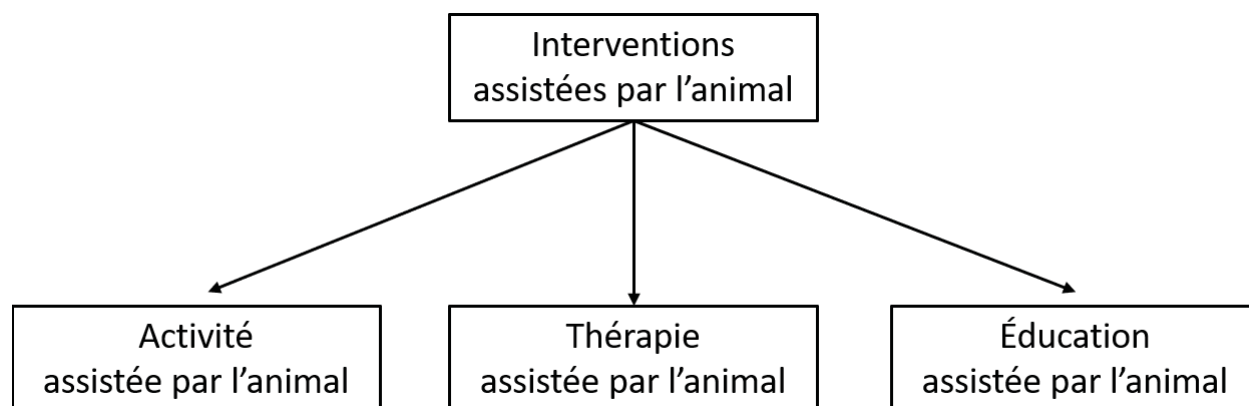 Interventions
assistées par l’animal
Activité
assistée par l’animal
Thérapie
assistée par l’animal
Éducation
assistée par l’animal